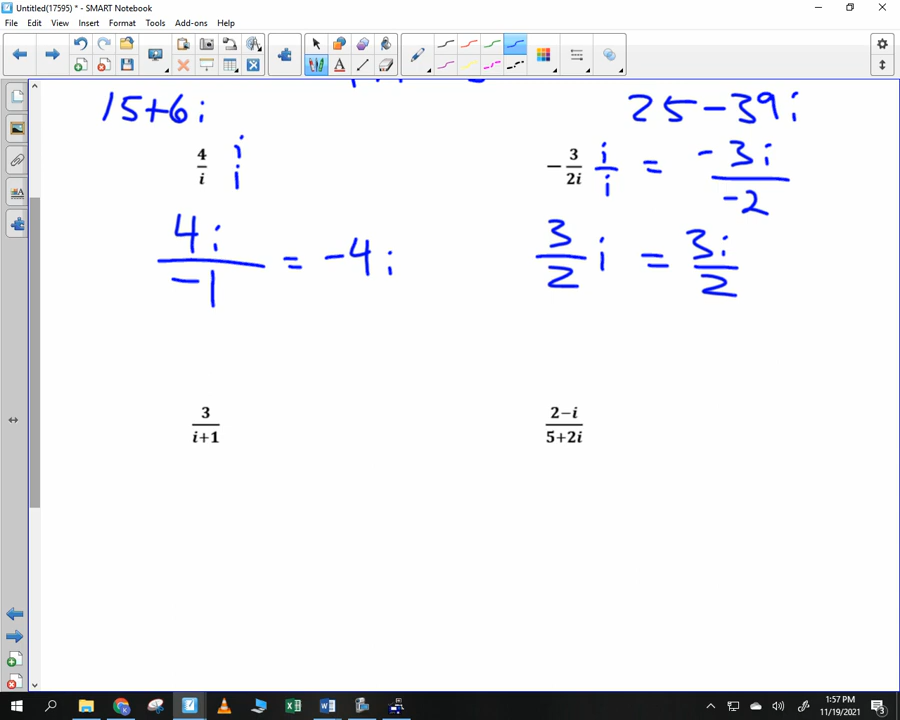 Untitled(17595) * - SMART Notebook
File Edit View Insert Format Tools Add-ons Help
15+6i
25-39i
4/i i/i
-3/2i i/i = -3i/-2
4i/-1 = -4i
3/2 i = 3i/2
3/i+1
2-i/5+2i
1:57 PM
11/19/2021
3